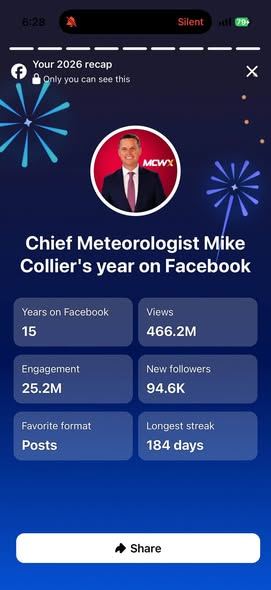 6:28
Silent
79
Your 2026 recap
Only you can see this
MCWX
Chief Meteorologist Mike
Collier's year on Facebook
Years on Facebook
15
Views
466.2M
Engagement
25.2M
New followers
94.6K
Favorite format
Posts
Longest streak
184 days
Share